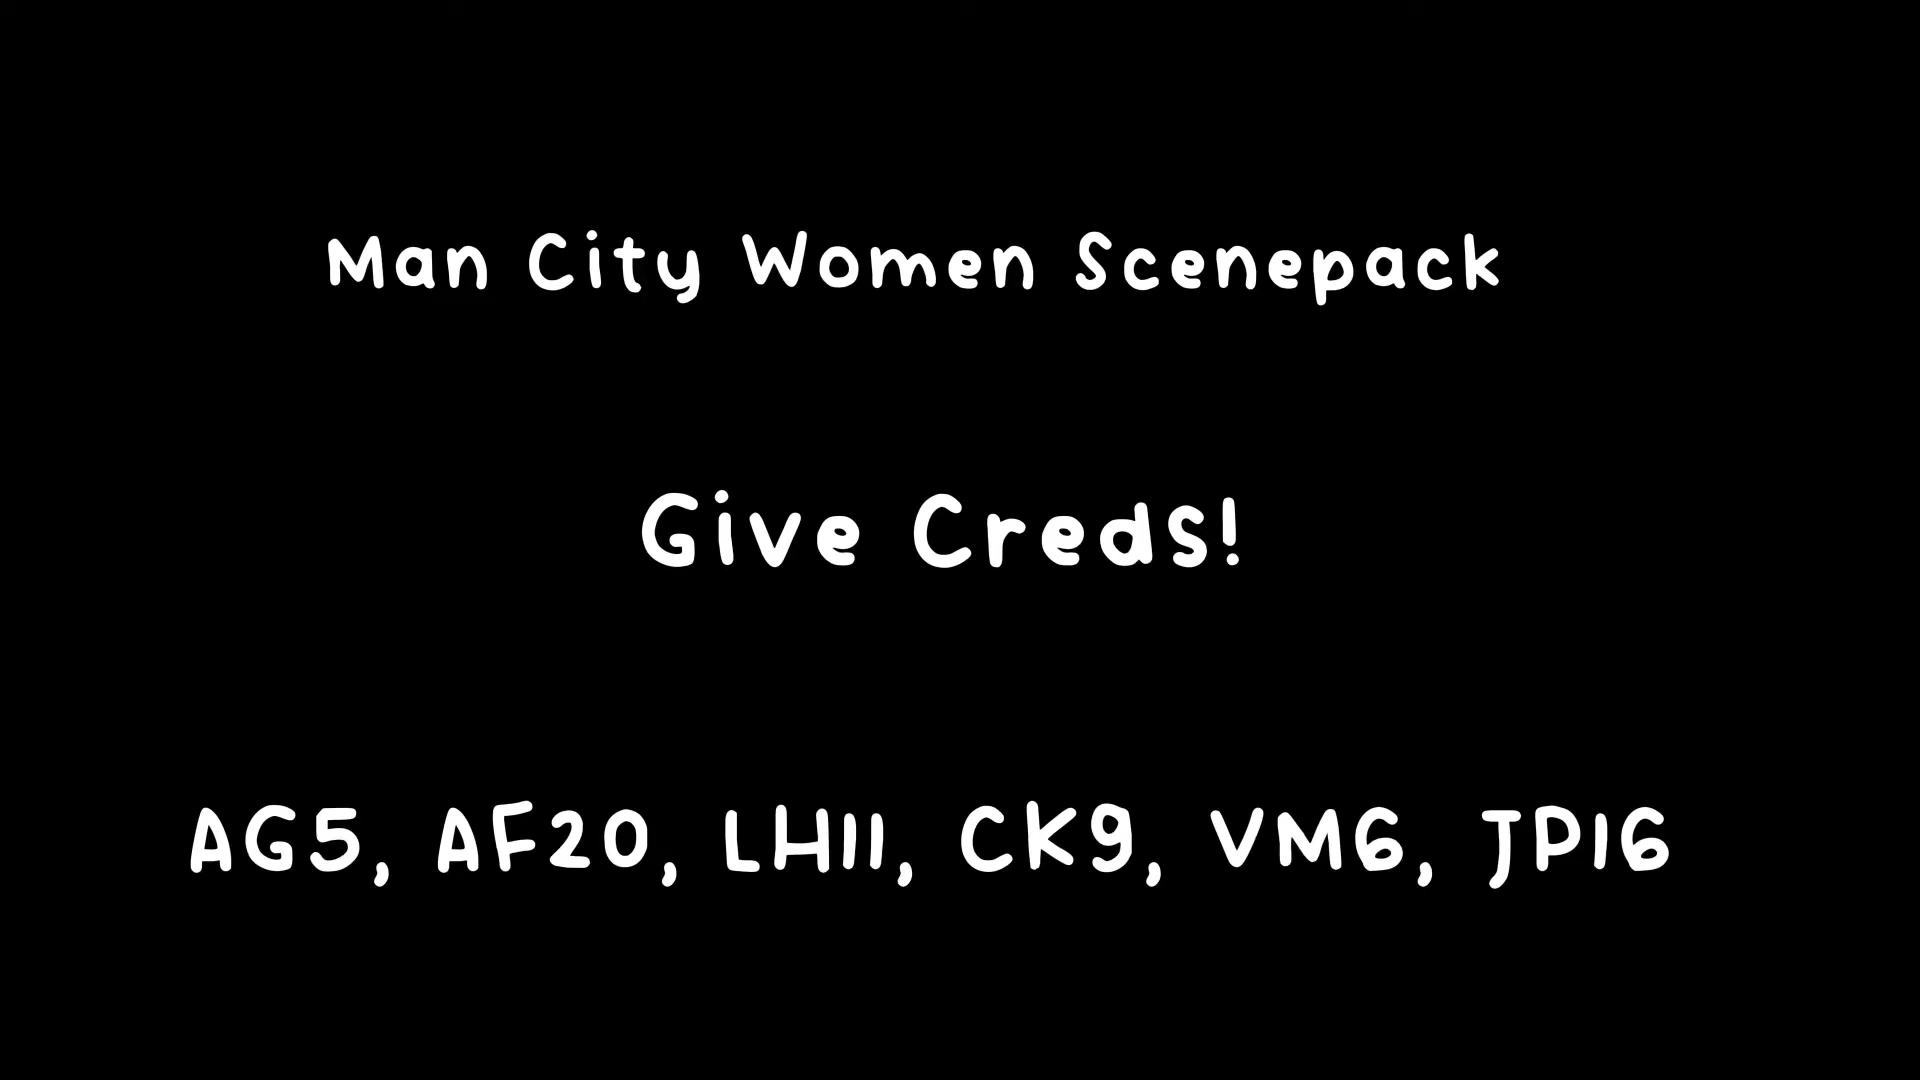 Man City Women Scenepack
Give Creds!
AG5, AF20, LH11, CK9, VM6, JP16